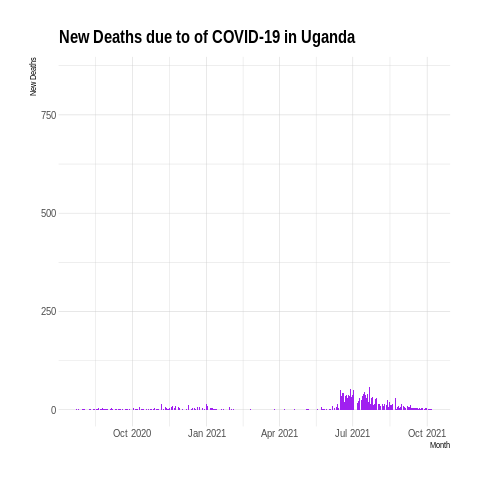 New Deaths due to of COVID-19 in Uganda
New Deaths
750
500
250
0
Oct 2020
Jan 2021
Apr 2021
Jul 2021
Oct 2021
Month